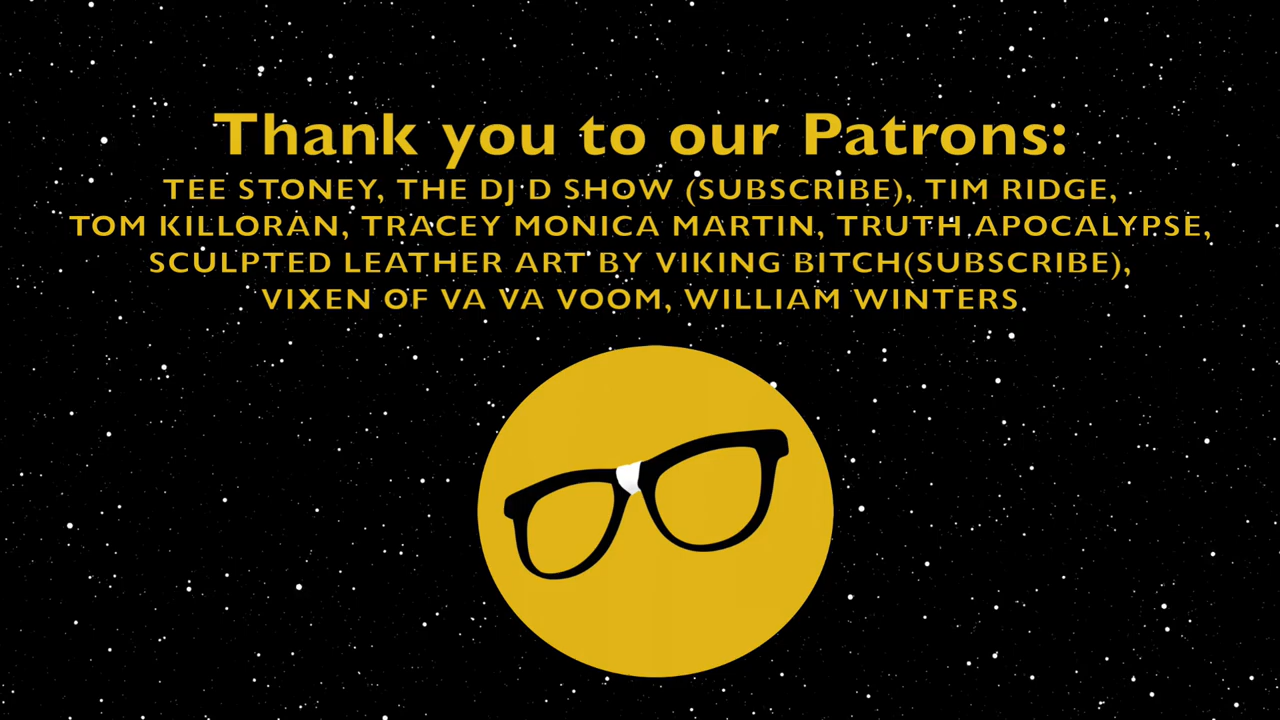 Thank you to our Patrons:
TEE STONEY, THE DJ D SHOW (SUBSCRIBE), TIM RIDGE,
TOM KILLORAN, TRACEY MONICA MARTIN, TRUTH APOCALYPSE,
SCULPTED LEATHER ART BY VIKING BITCH(SUBSCRIBE),
VIXEN OF VA VA VOOM, WILLIAM WINTERS